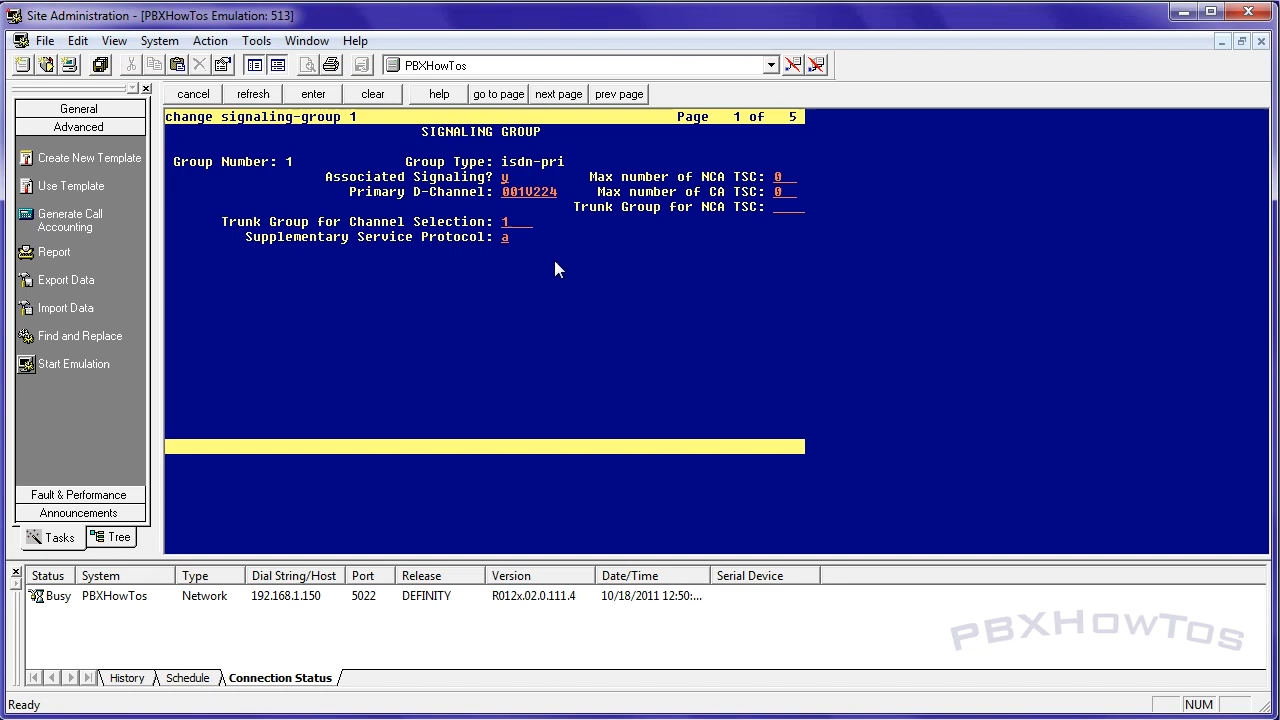 Site Administration - [PBXHowTos Emulation: 513]
File Edit View System Action Tools Window Help
PBXHowTos
cancel refresh enter clear help go to page next page prev page
General
Advanced
Create New Template
Use Template
Generate Call
Accounting
Report
Export Data
Import Data
Find and Replace
Start Emulation
Fault & Performance
Announcements
Tasks Tree
change signaling-group 1 Page 1 of 5
SIGNALING GROUP
Group Number: 1 Group Type: isdn-pri
Associated Signaling? y Max number of NCA TSC: 0
Primary D-Channel: 001V224 Max number of CA TSC: 0
Trunk Group for NCA TSC:
Trunk Group for Channel Selection: 1
Supplementary Service Protocol: a
Status System Type Dial String/Host Port Release Version Date/Time Serial Device
Busy PBXHowTos Network 192.168.1.150 5022 DEFINITY R012x.02.0.111.4 10/18/2011 12:50:...
PBXHowTos
History Schedule Connection Status
Ready NUM